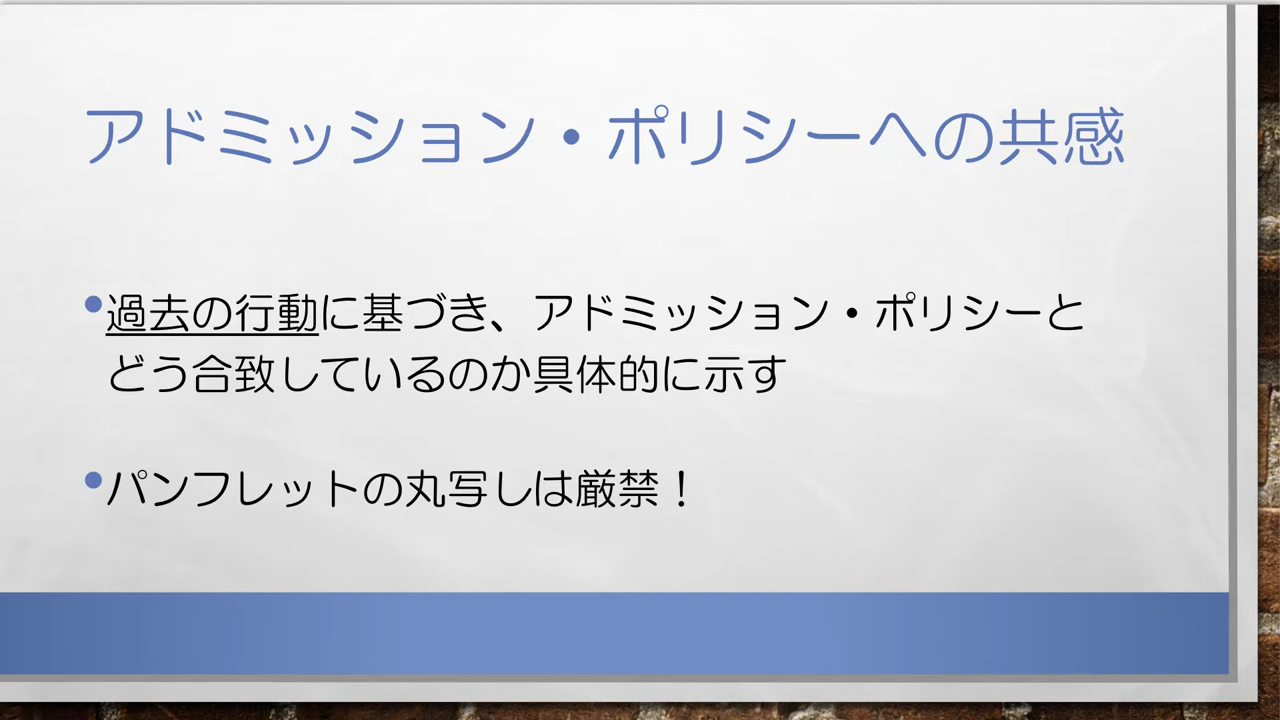 アドミッション・ポリシーへの共感
•過去の行動に基づき、アドミッション・ポリシーと
どう合致しているのか具体的に示す
•パンフレットの丸写しは厳禁！